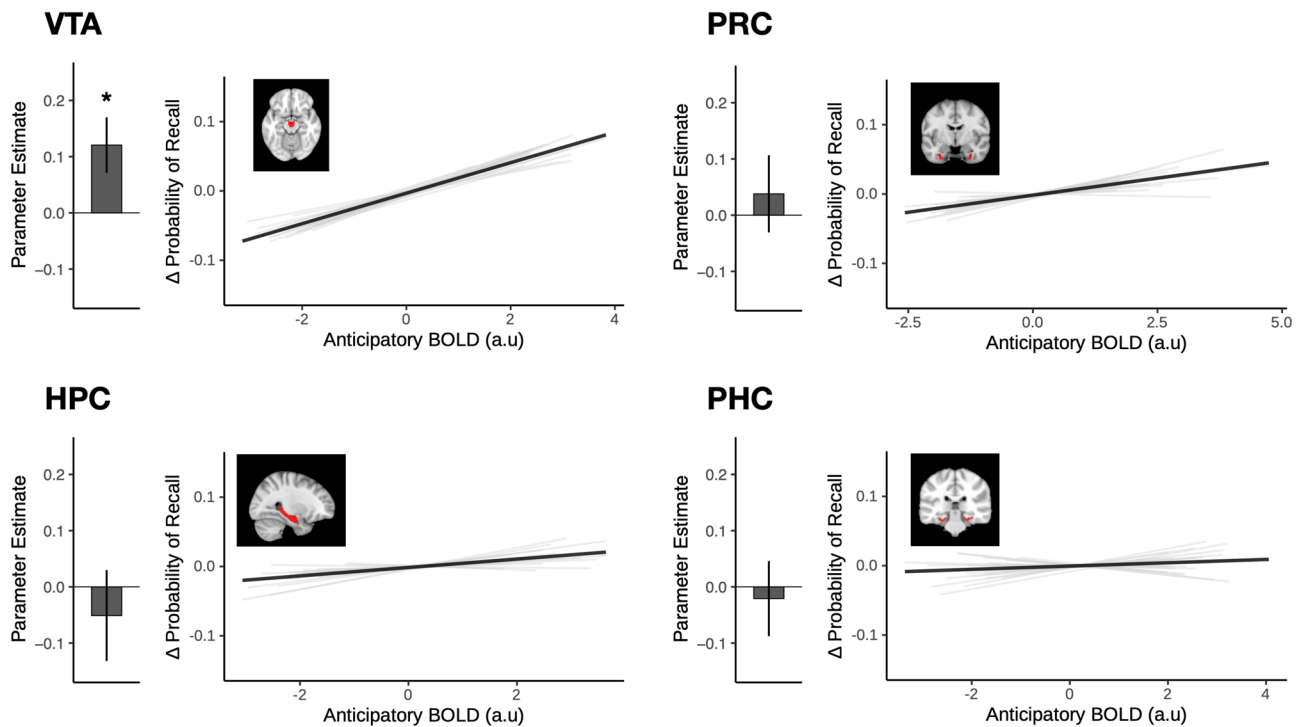 VTA
Parameter Estimate
0.2
0.1
0.0
−0.1
*
Δ Probability of Recall
0.1
0.0
-0.1
-2
0
2
4
Anticipatory BOLD (a.u)
PRC
Parameter Estimate
0.2
0.1
0.0
−0.1
Δ Probability of Recall
0.1
0.0
-0.1
-2.5
0.0
2.5
5.0
Anticipatory BOLD (a.u)
HPC
Parameter Estimate
0.2
0.1
0.0
−0.1
Δ Probability of Recall
0.1
0.0
-0.1
-2
0
2
Anticipatory BOLD (a.u)
PHC
Parameter Estimate
0.2
0.1
0.0
−0.1
Δ Probability of Recall
0.1
0.0
-0.1
-2
0
2
4
Anticipatory BOLD (a.u)